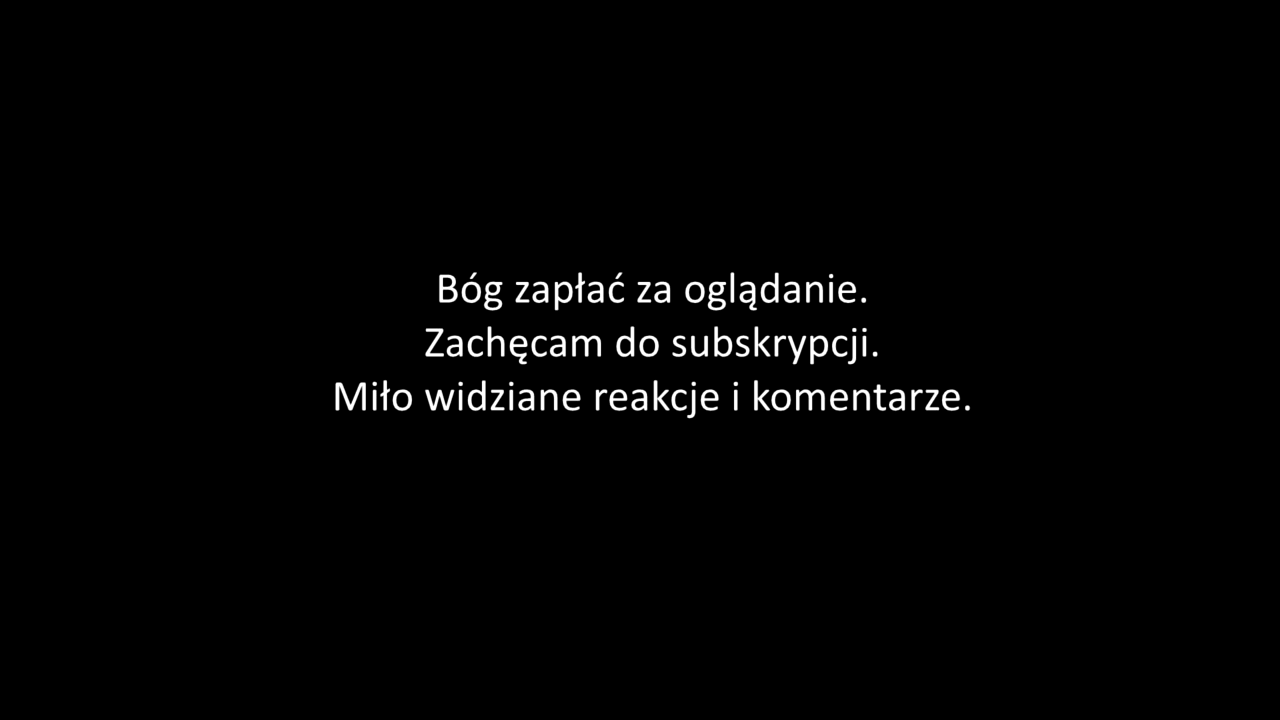 Bóg zapłać za oglądanie.
Zachęcam do subskrypcji.
Miło widziane reakcje i komentarze.